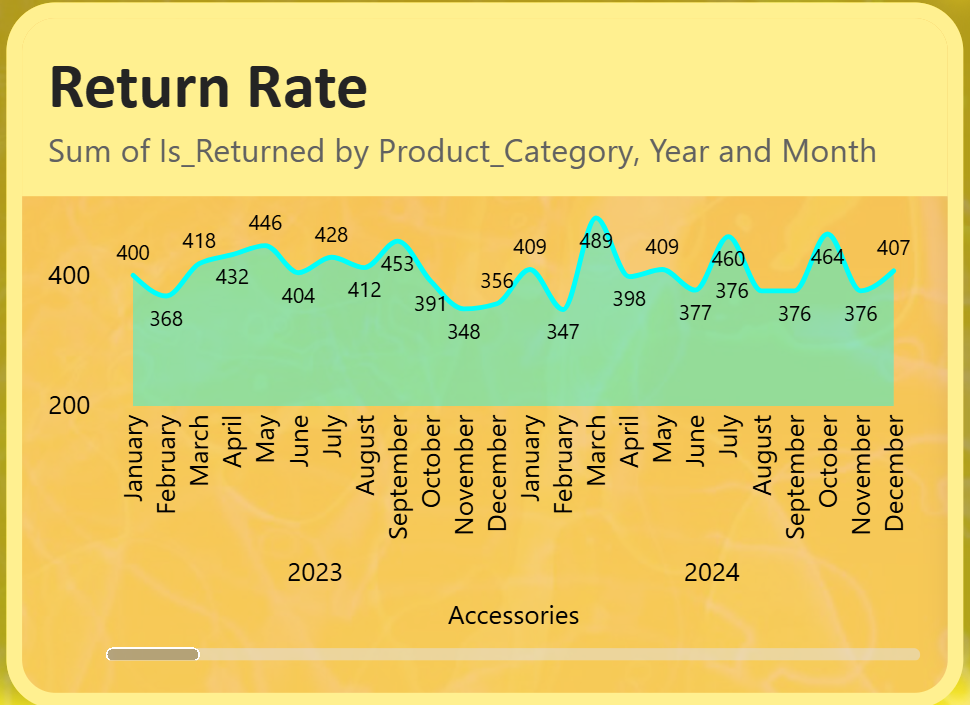 Return Rate
Sum of Is_Returned by Product_Category, Year and Month
400 368 418 432 446 404 428 412 453 391 348 356 409 347 489 398 409 377 460 376 376 464 376 407
400
200
January February March April May June July August September October November December January February March April May June July August September October November December
2023 2024
Accessories